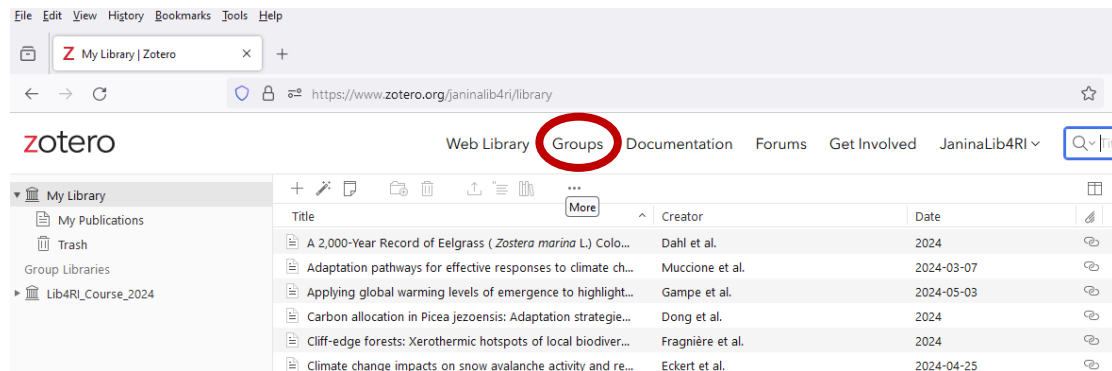 File Edit View History Bookmarks Tools Help
Z My Library | Zotero × +
https://www.zotero.org/janinalib4ri/library
zotero Web Library Groups Documentation Forums Get Involved JaninaLib4RI
My Library
My Publications
Trash
Group Libraries
Lib4RI_Course_2024
More
Title Creator Date
A 2,000-Year Record of Eelgrass ( Zostera marina L.) Colo... Dahl et al. 2024
Adaptation pathways for effective responses to climate ch... Muccione et al. 2024-03-07
Applying global warming levels of emergence to highlight... Gampe et al. 2024-05-03
Carbon allocation in Picea jezoensis: Adaptation strategie... Dong et al. 2024
Cliff-edge forests: Xerothermic hotspots of local biodiver... Fragnière et al. 2024
Climate change impacts on snow avalanche activity and re... Eckert et al. 2024-04-25